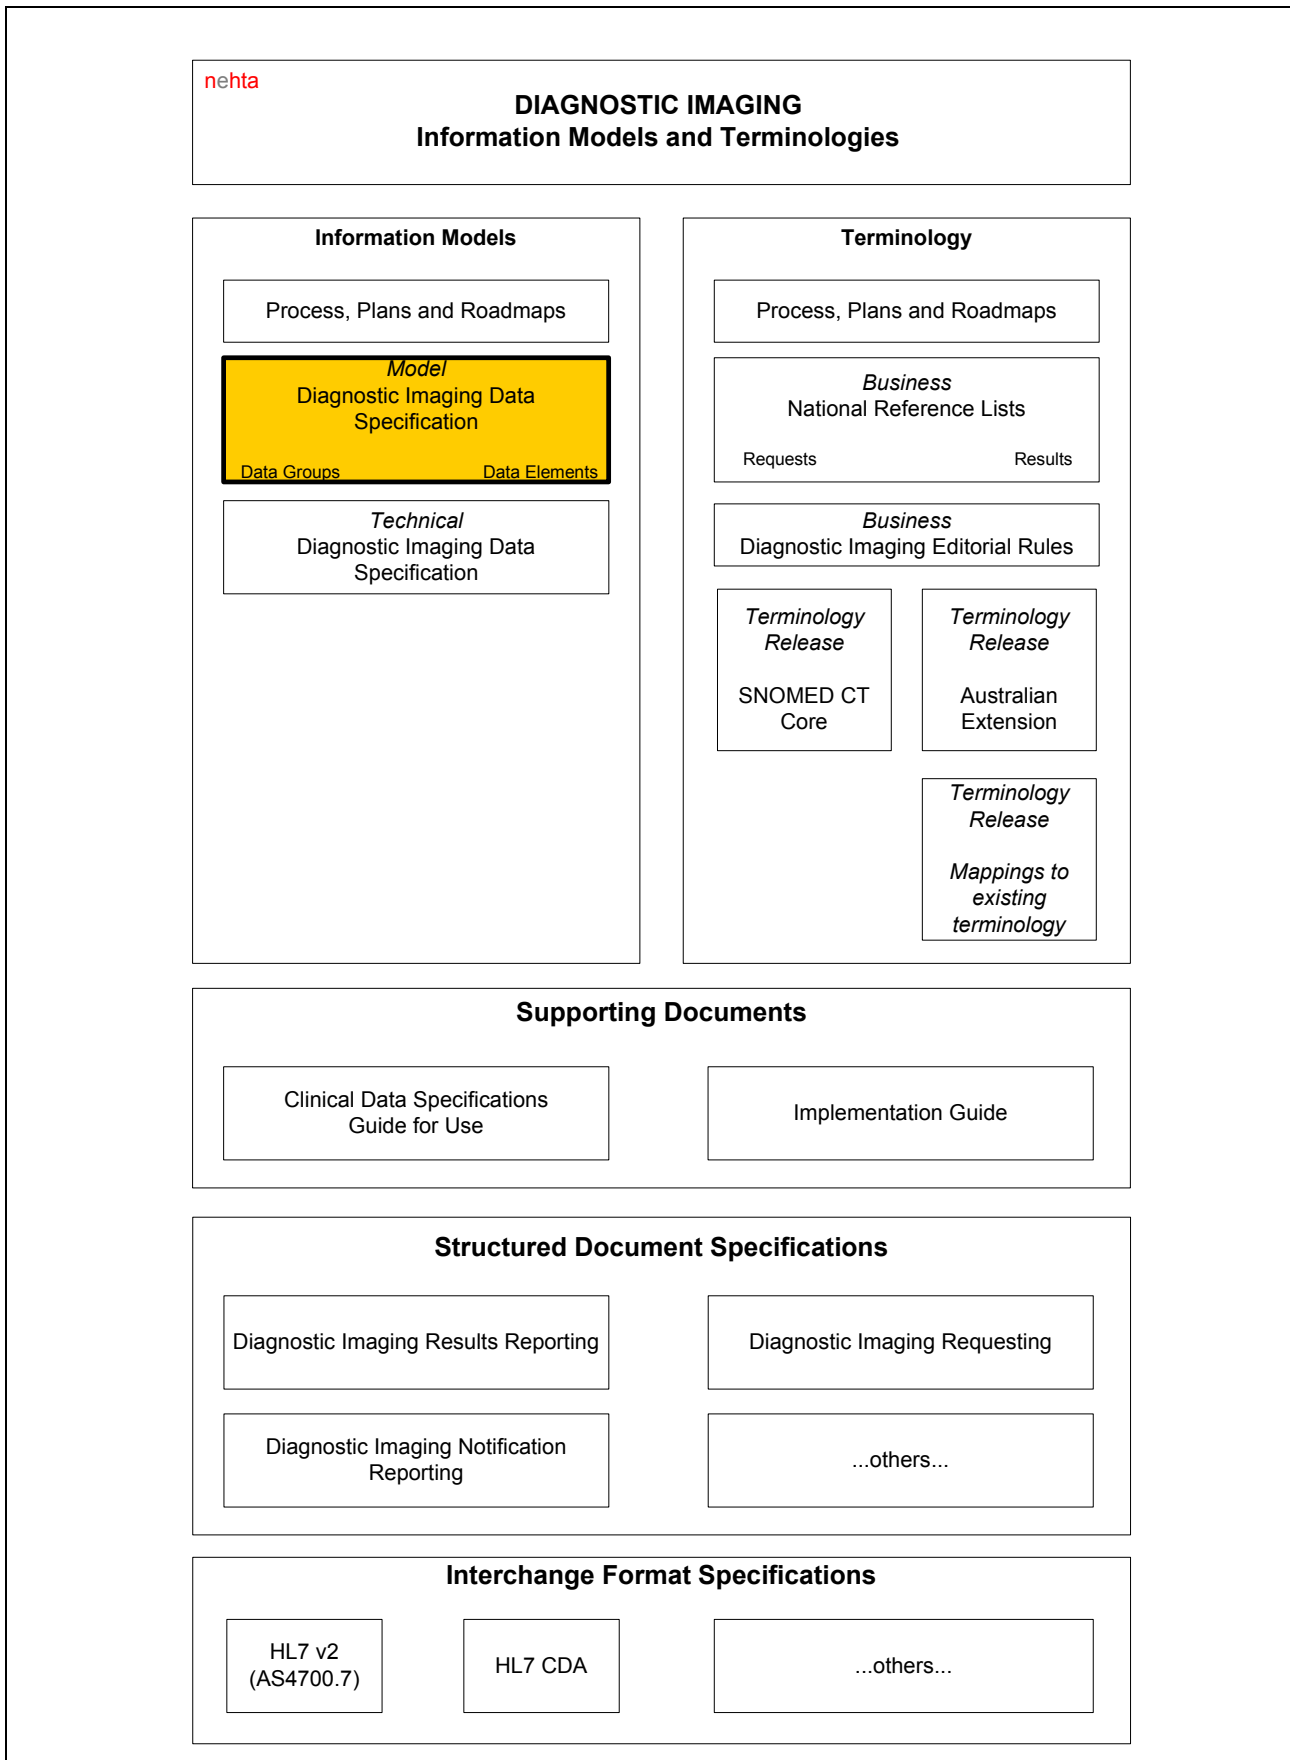 nehta
DIAGNOSTIC IMAGING
Information Models and Terminologies
Information Models
Process, Plans and Roadmaps
Model
Diagnostic Imaging Data
Specification
Data Groups Data Elements
Technical
Diagnostic Imaging Data
Specification
Terminology
Process, Plans and Roadmaps
Business
National Reference Lists
Requests Results
Business
Diagnostic Imaging Editorial Rules
Terminology
Release
SNOMED CT
Core
Terminology
Release
Australian
Extension
Terminology
Release
Mappings to
existing
terminology
Supporting Documents
Clinical Data Specifications
Guide for Use
Implementation Guide
Structured Document Specifications
Diagnostic Imaging Results Reporting
Diagnostic Imaging Requesting
Diagnostic Imaging Notification
Reporting
...others...
Interchange Format Specifications
HL7 v2
(AS4700.7)
HL7 CDA
...others...